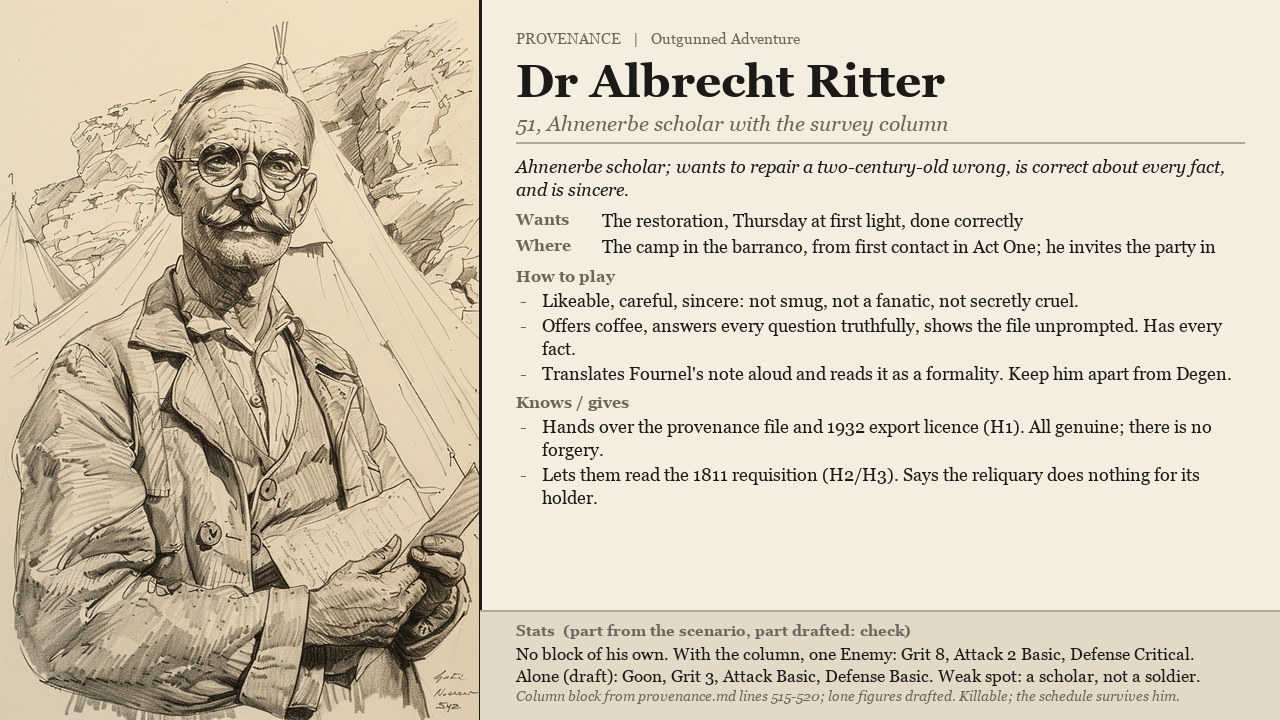 PROVENANCE | Outgunned Adventure
Dr Albrecht Ritter
51, Ahnenerbe scholar with the survey column
Ahnenerbe scholar; wants to repair a two-century-old wrong, is correct about every fact,
and is sincere.
Wants The restoration, Thursday at first light, done correctly
Where The camp in the barranco, from first contact in Act One; he invites the party in
How to play
- Likeable, careful, sincere: not smug, not a fanatic, not secretly cruel.
- Offers coffee, answers every question truthfully, shows the file unprompted. Has every
fact.
- Translates Fournel's note aloud and reads it as a formality. Keep him apart from Degen.
Knows / gives
- Hands over the provenance file and 1932 export licence (H1). All genuine; there is no
forgery.
- Lets them read the 1811 requisition (H2/H3). Says the reliquary does nothing for its
holder.
Stats (part from the scenario, part drafted: check)
No block of his own. With the column, one Enemy: Grit 8, Attack 2 Basic, Defense Critical.
Alone (draft): Goon, Grit 3, Attack Basic, Defense Basic. Weak spot: a scholar, not a soldier.
Column block from provenance.md lines 515-520; lone figures drafted. Killable; the schedule survives him.